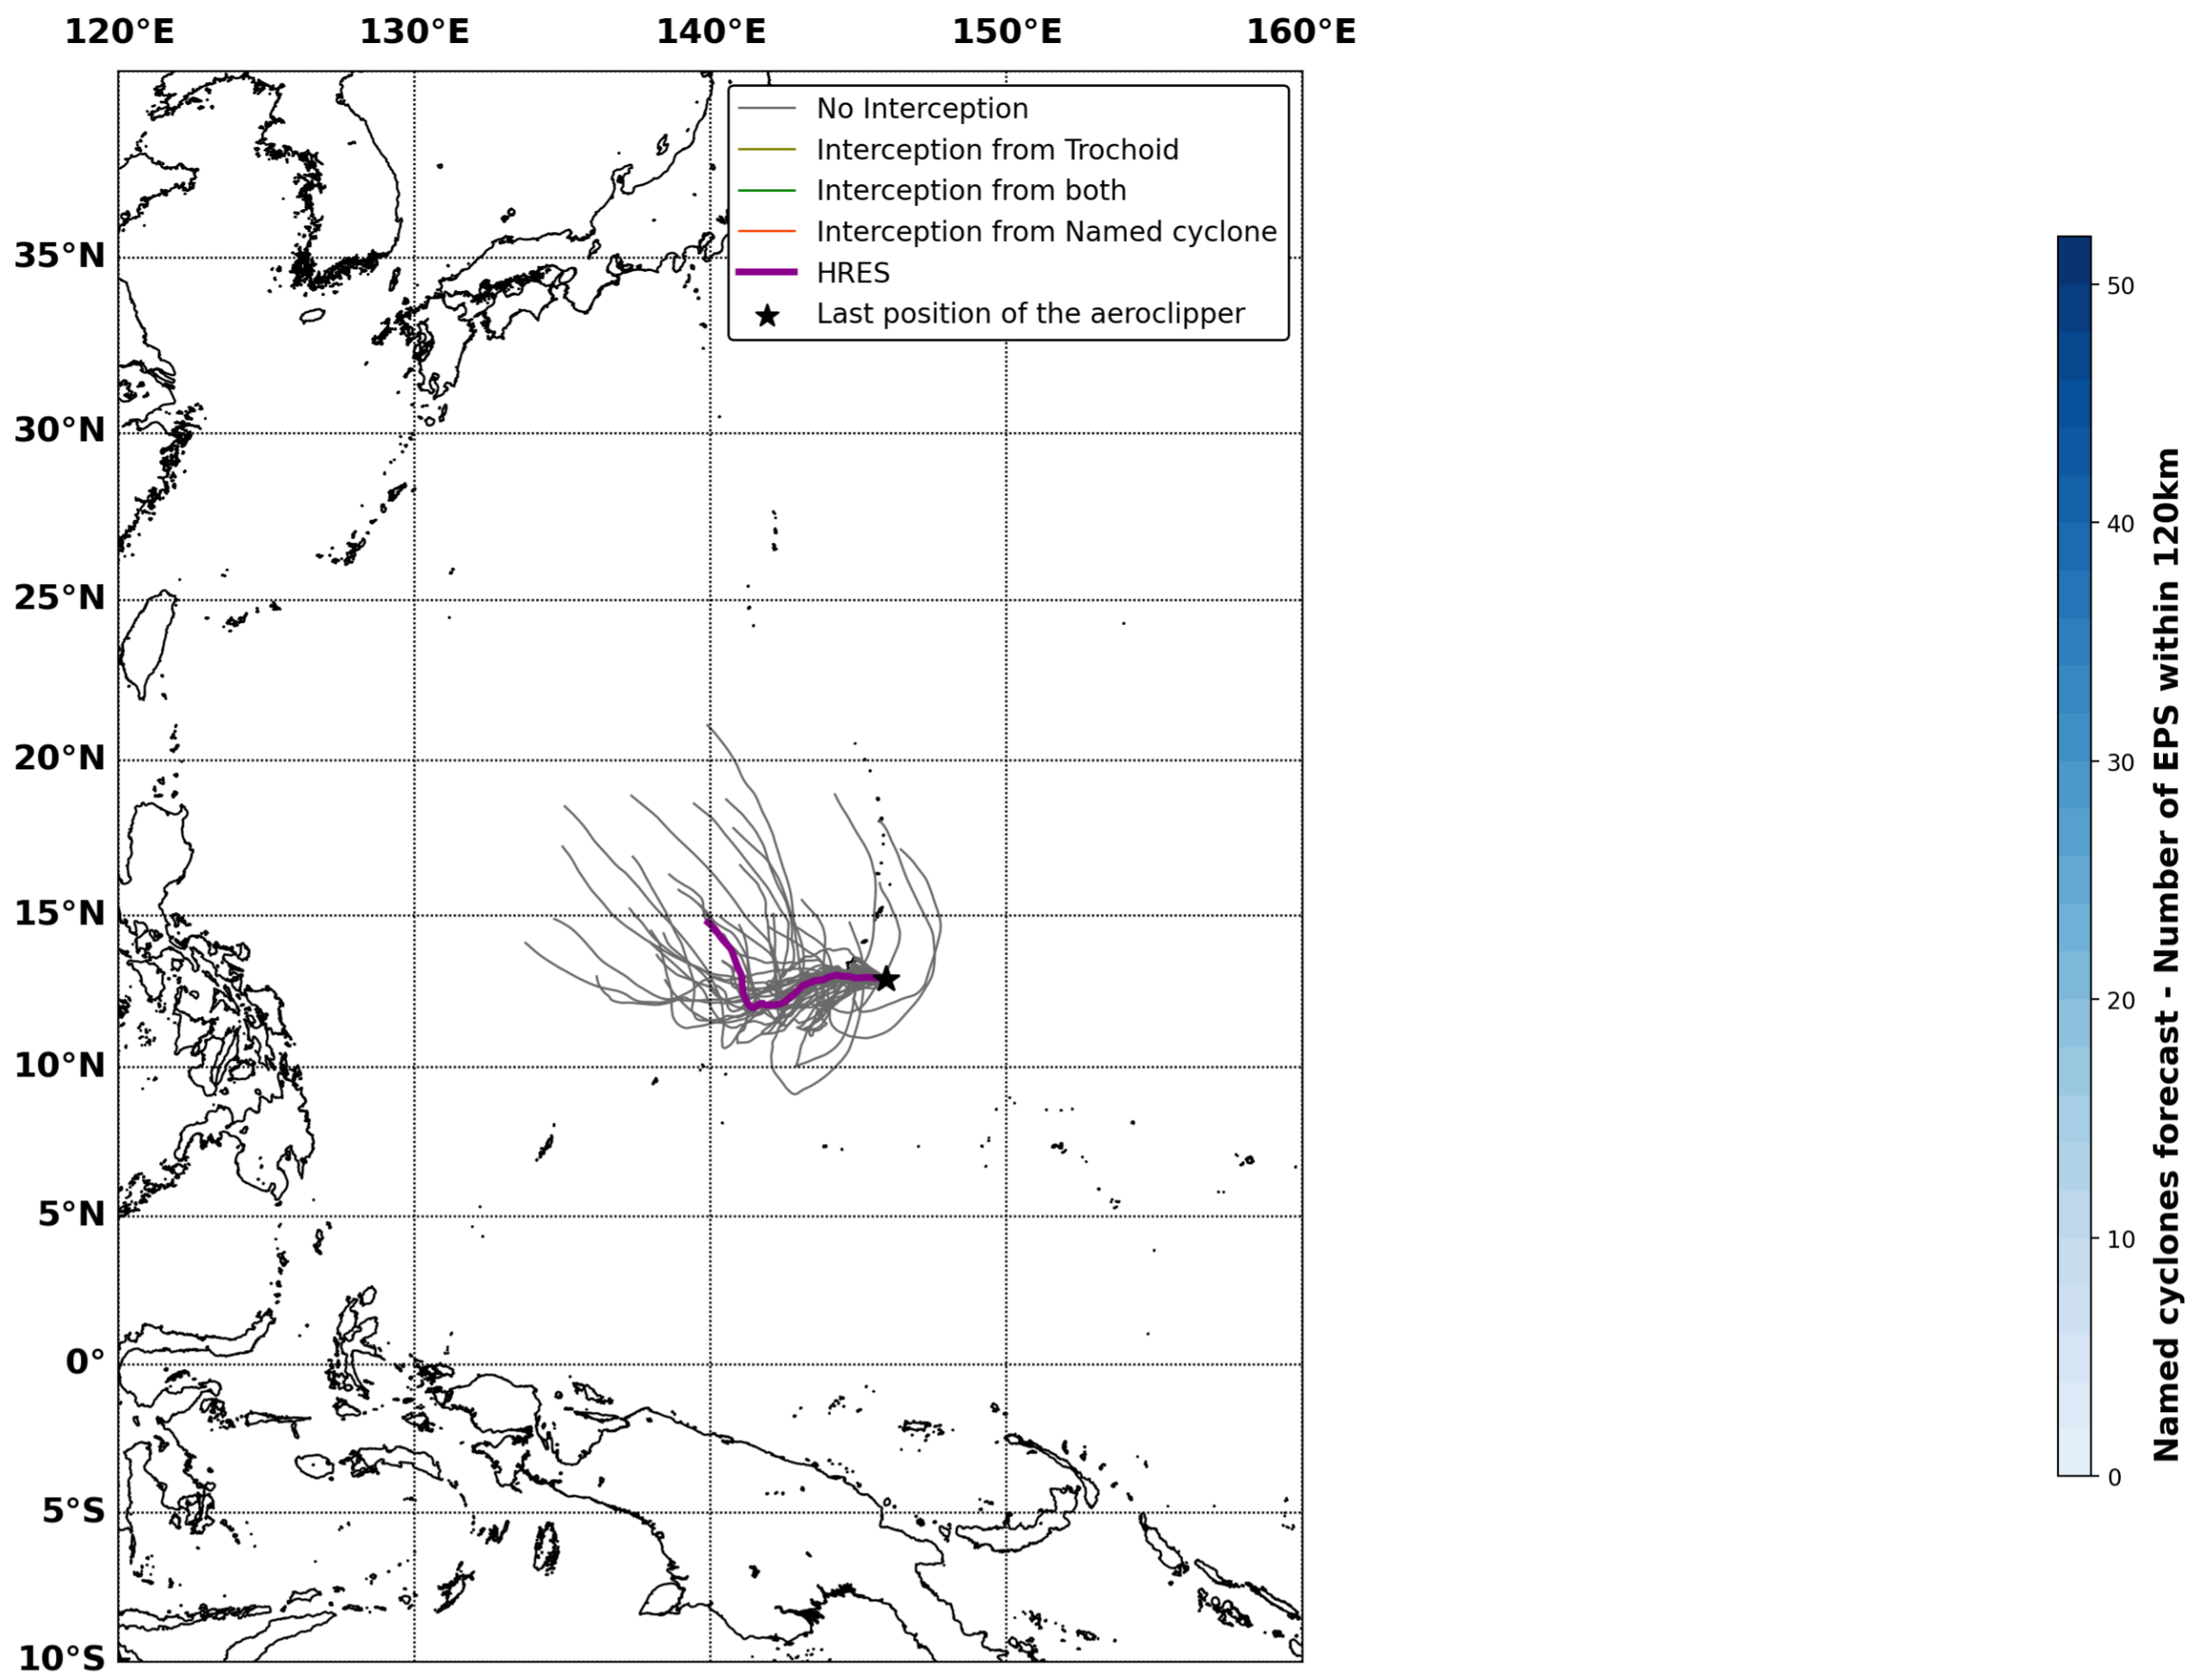 120°E 130°E 140°E 150°E 160°E
No Interception
Interception from Trochoid
Interception from both
Interception from Named cyclone
HRES
Last position of the aeroclipper
35°N
30°N
25°N
20°N
15°N
10°N
5°N
0°
5°S
10°S
50
40
30
20
10
0
Named cyclones forecast - Number of EPS within 120km